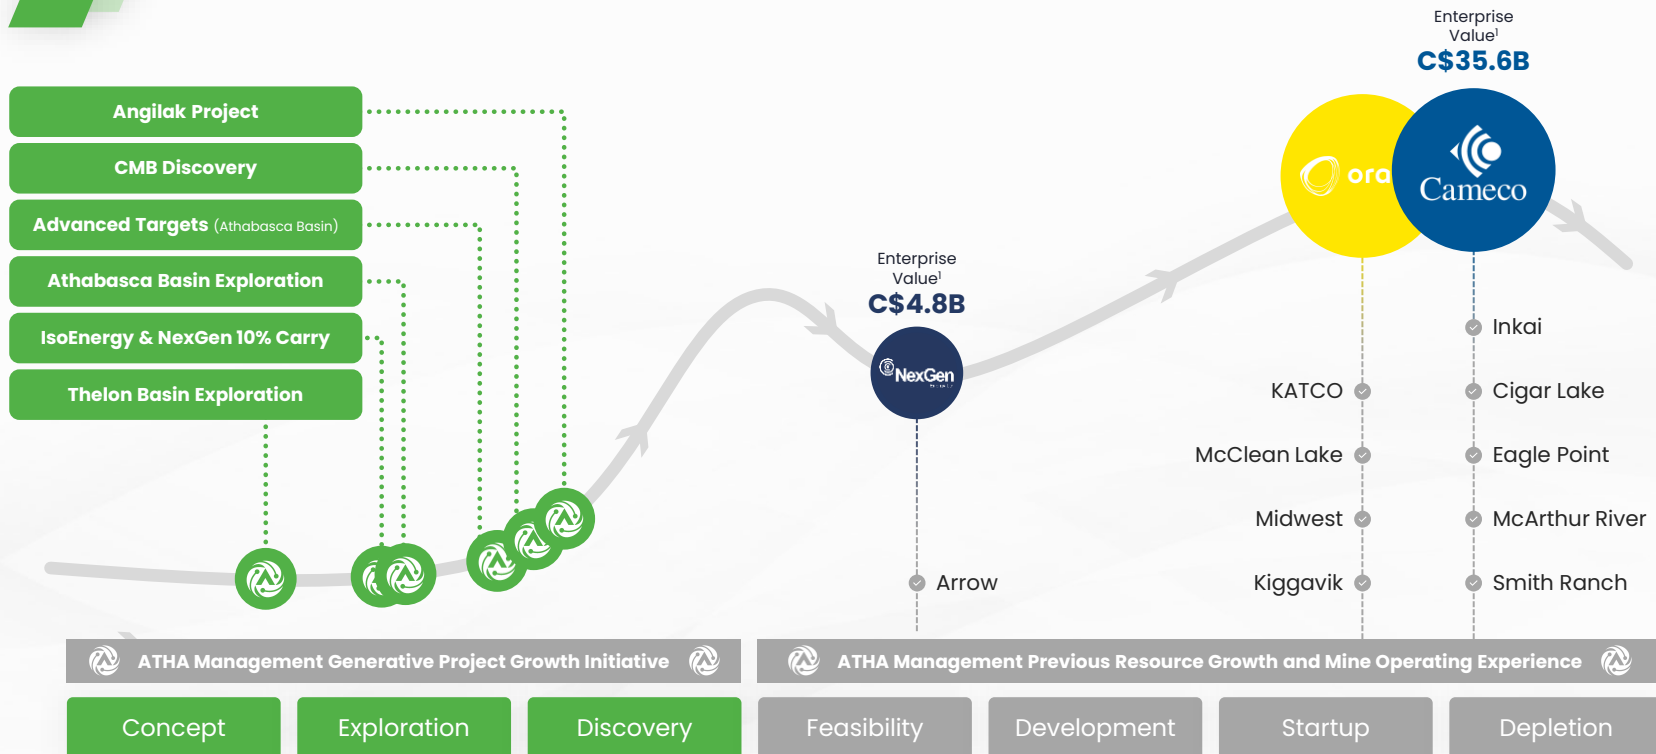 Enterprise
Value¹
C$35.6B
Angilak Project
CMB Discovery
Advanced Targets (Athabasca Basin)
Athabasca Basin Exploration
IsoEnergy & NexGen 10% Carry
Thelon Basin Exploration
Enterprise
Value¹
C$4.8B
NexGen
ora
Cameco
Inkai
KATCO
Cigar Lake
McClean Lake
Eagle Point
Midwest
McArthur River
Arrow
Kiggavik
Smith Ranch
ATHA Management Generative Project Growth Initiative
ATHA Management Previous Resource Growth and Mine Operating Experience
Concept
Exploration
Discovery
Feasibility
Development
Startup
Depletion